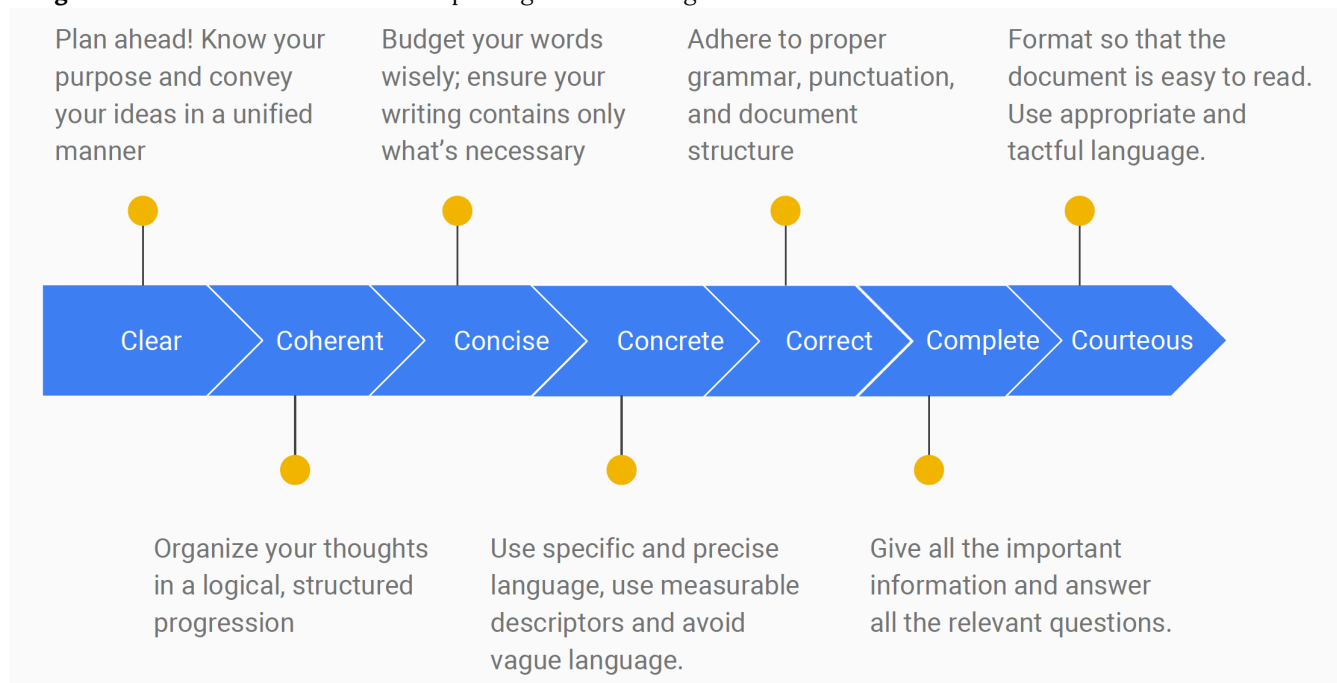 Plan ahead! Know your
purpose and convey
your ideas in a unified
manner
Budget your words
wisely; ensure your
writing contains only
what's necessary
Adhere to proper
grammar, punctuation,
and document
structure
Format so that the
document is easy to read.
Use appropriate and
tactful language.
Clear
Coherent
Concise
Concrete
Correct
Complete
Courteous
Organize your thoughts
in a logical, structured
progression
Use specific and precise
language, use measurable
descriptors and avoid
vague language.
Give all the important
information and answer
all the relevant questions.